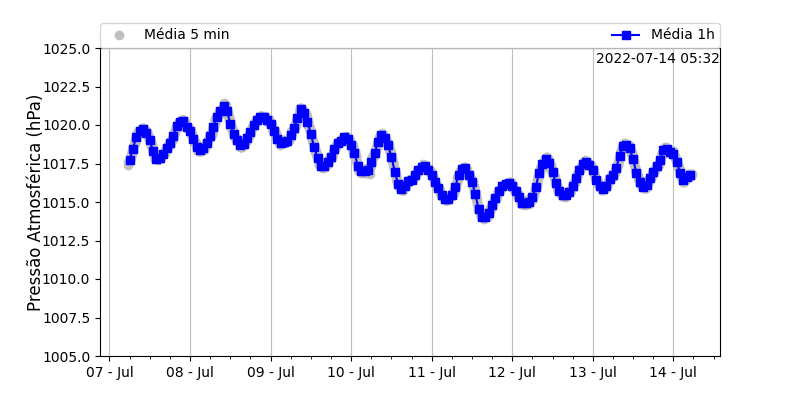 Média 5 min
Média 1h
2022-07-14 05:32
Pressão Atmosférica (hPa)
1025.0
1022.5
1020.0
1017.5
1015.0
1012.5
1010.0
1007.5
1005.0
07 - Jul
08 - Jul
09 - Jul
10 - Jul
11 - Jul
12 - Jul
13 - Jul
14 - Jul